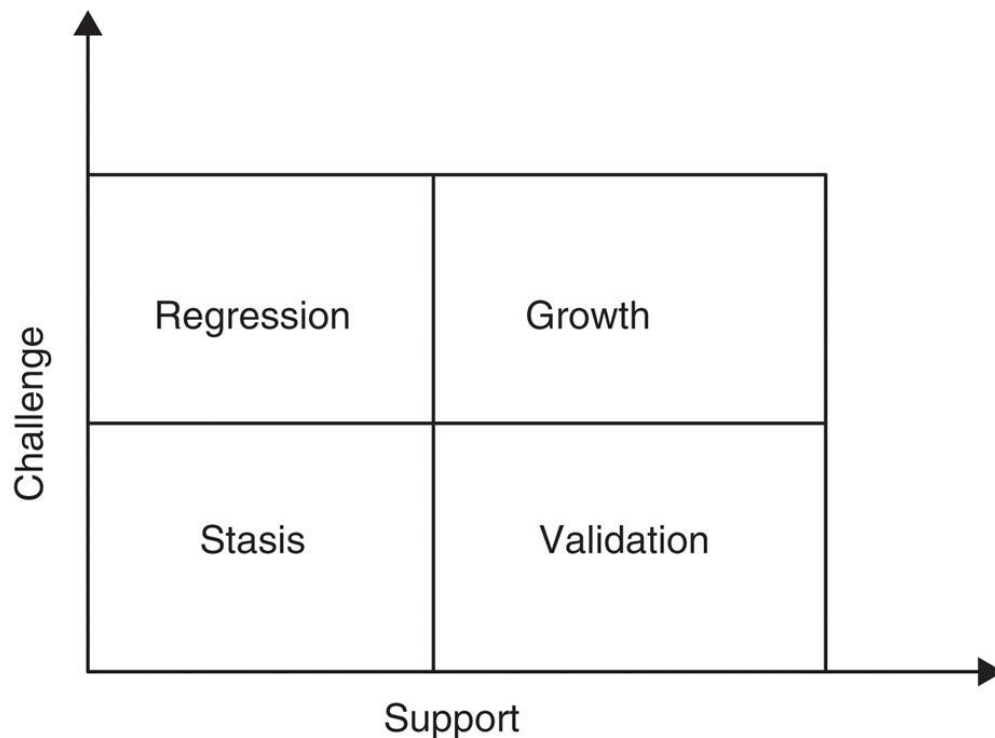 Challenge
Regression
Growth
Stasis
Validation
Support